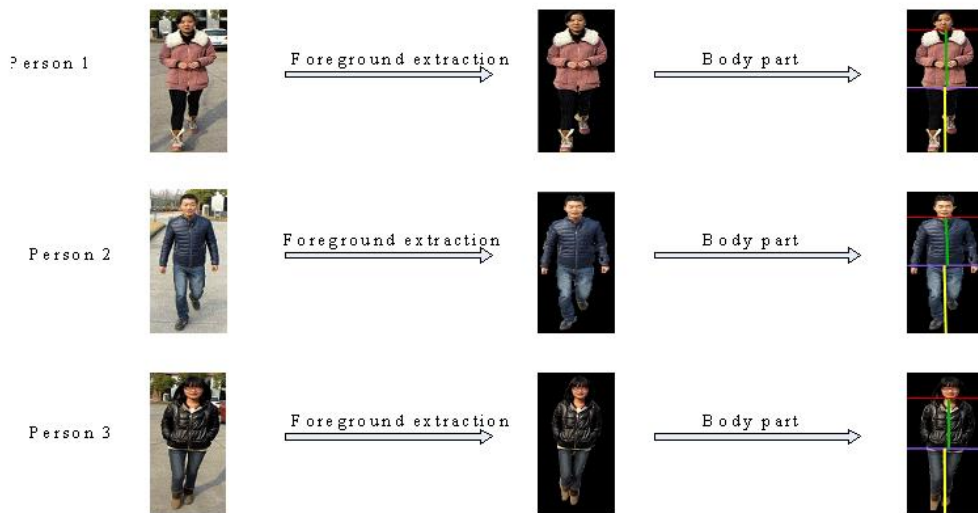 Person 1
Foreground extraction
Body part
Person 2
Foreground extraction
Body part
Person 3
Foreground extraction
Body part